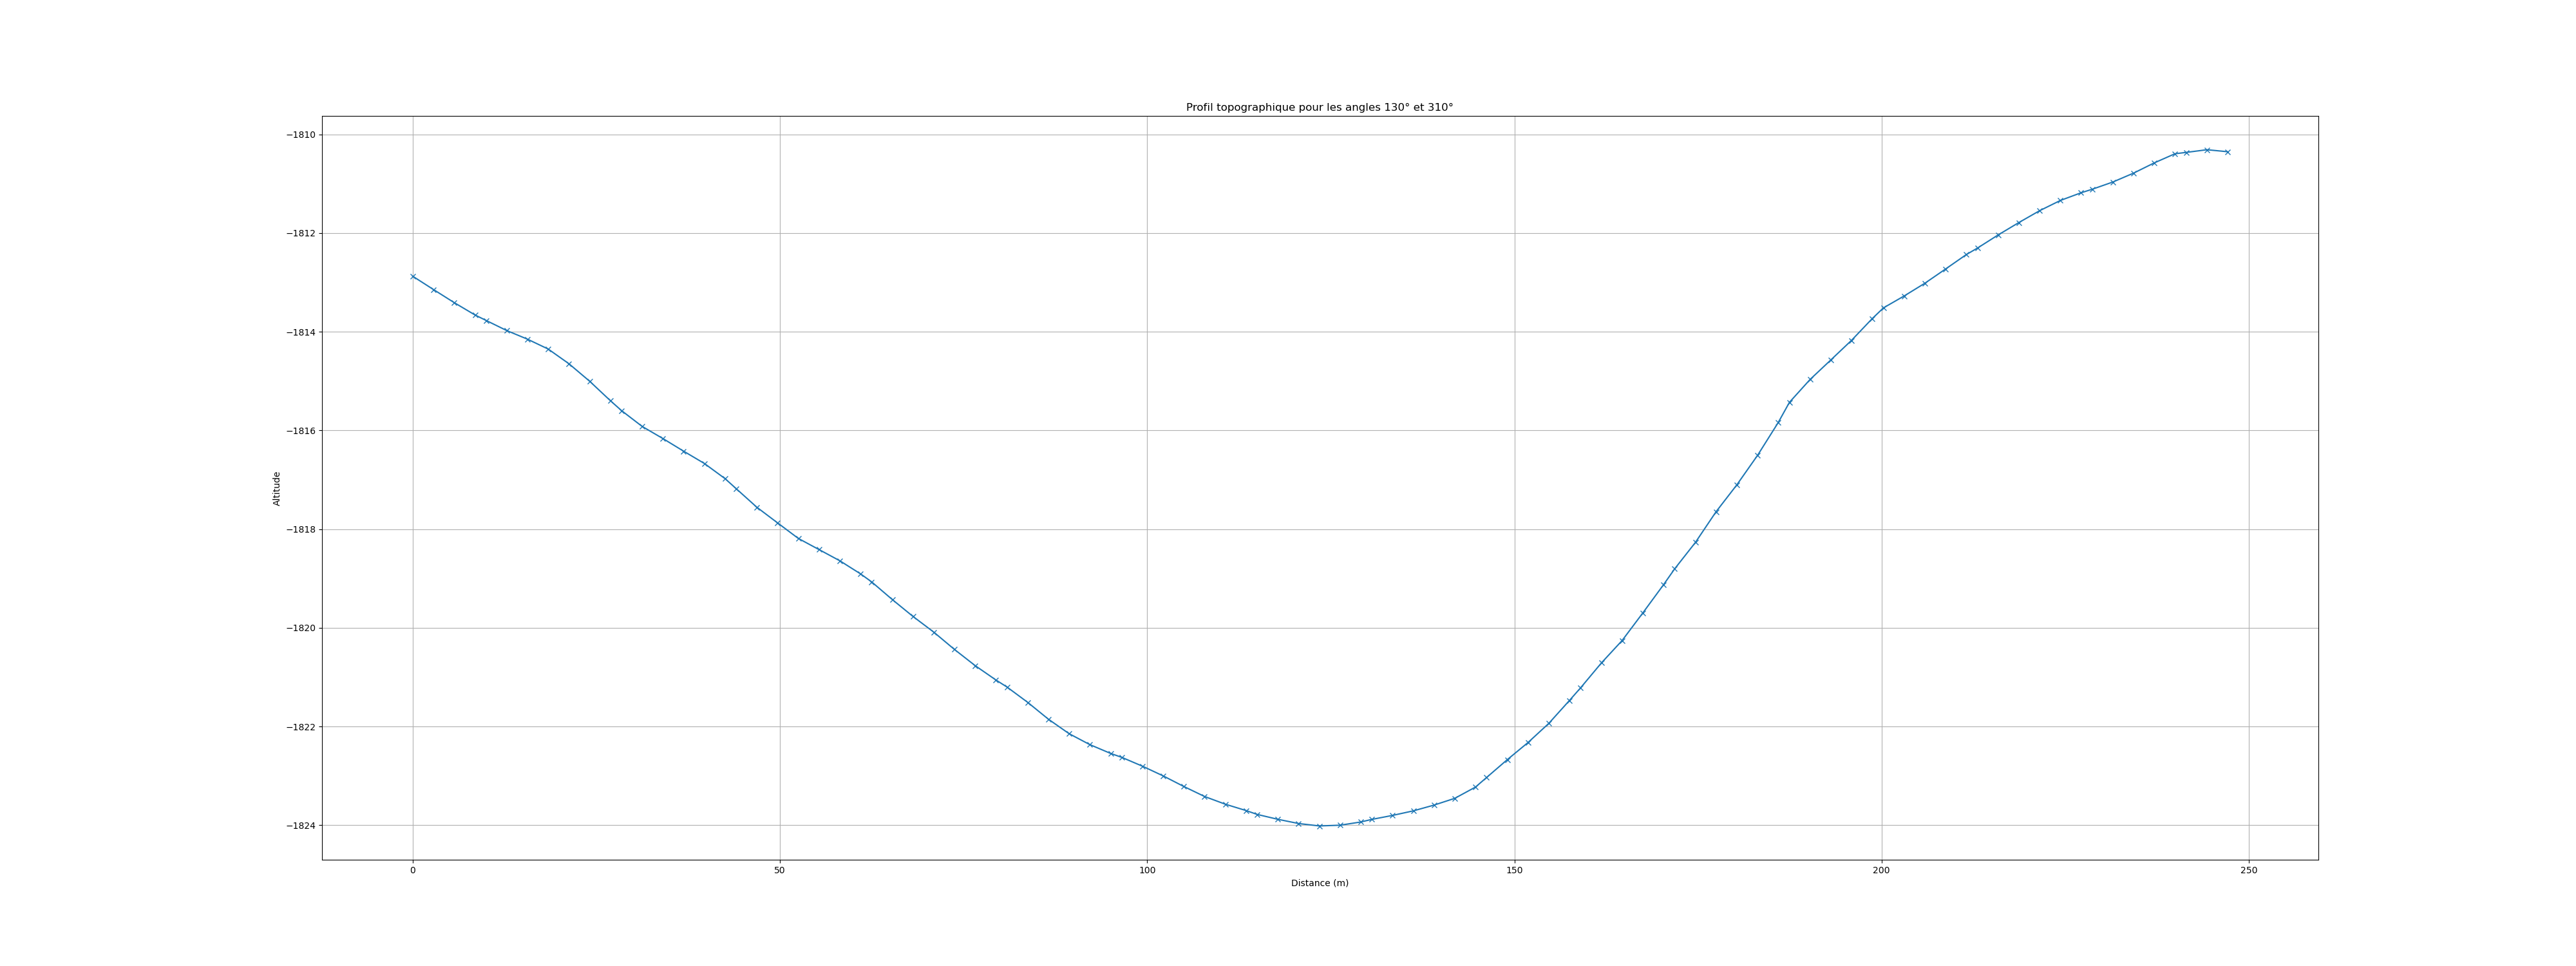 Profil topographique pour les angles 130° et 310°
−1810
−1812
−1814
−1816
−1818
−1820
−1822
−1824
Altitude
0 50 100 150 200 250
Distance (m)